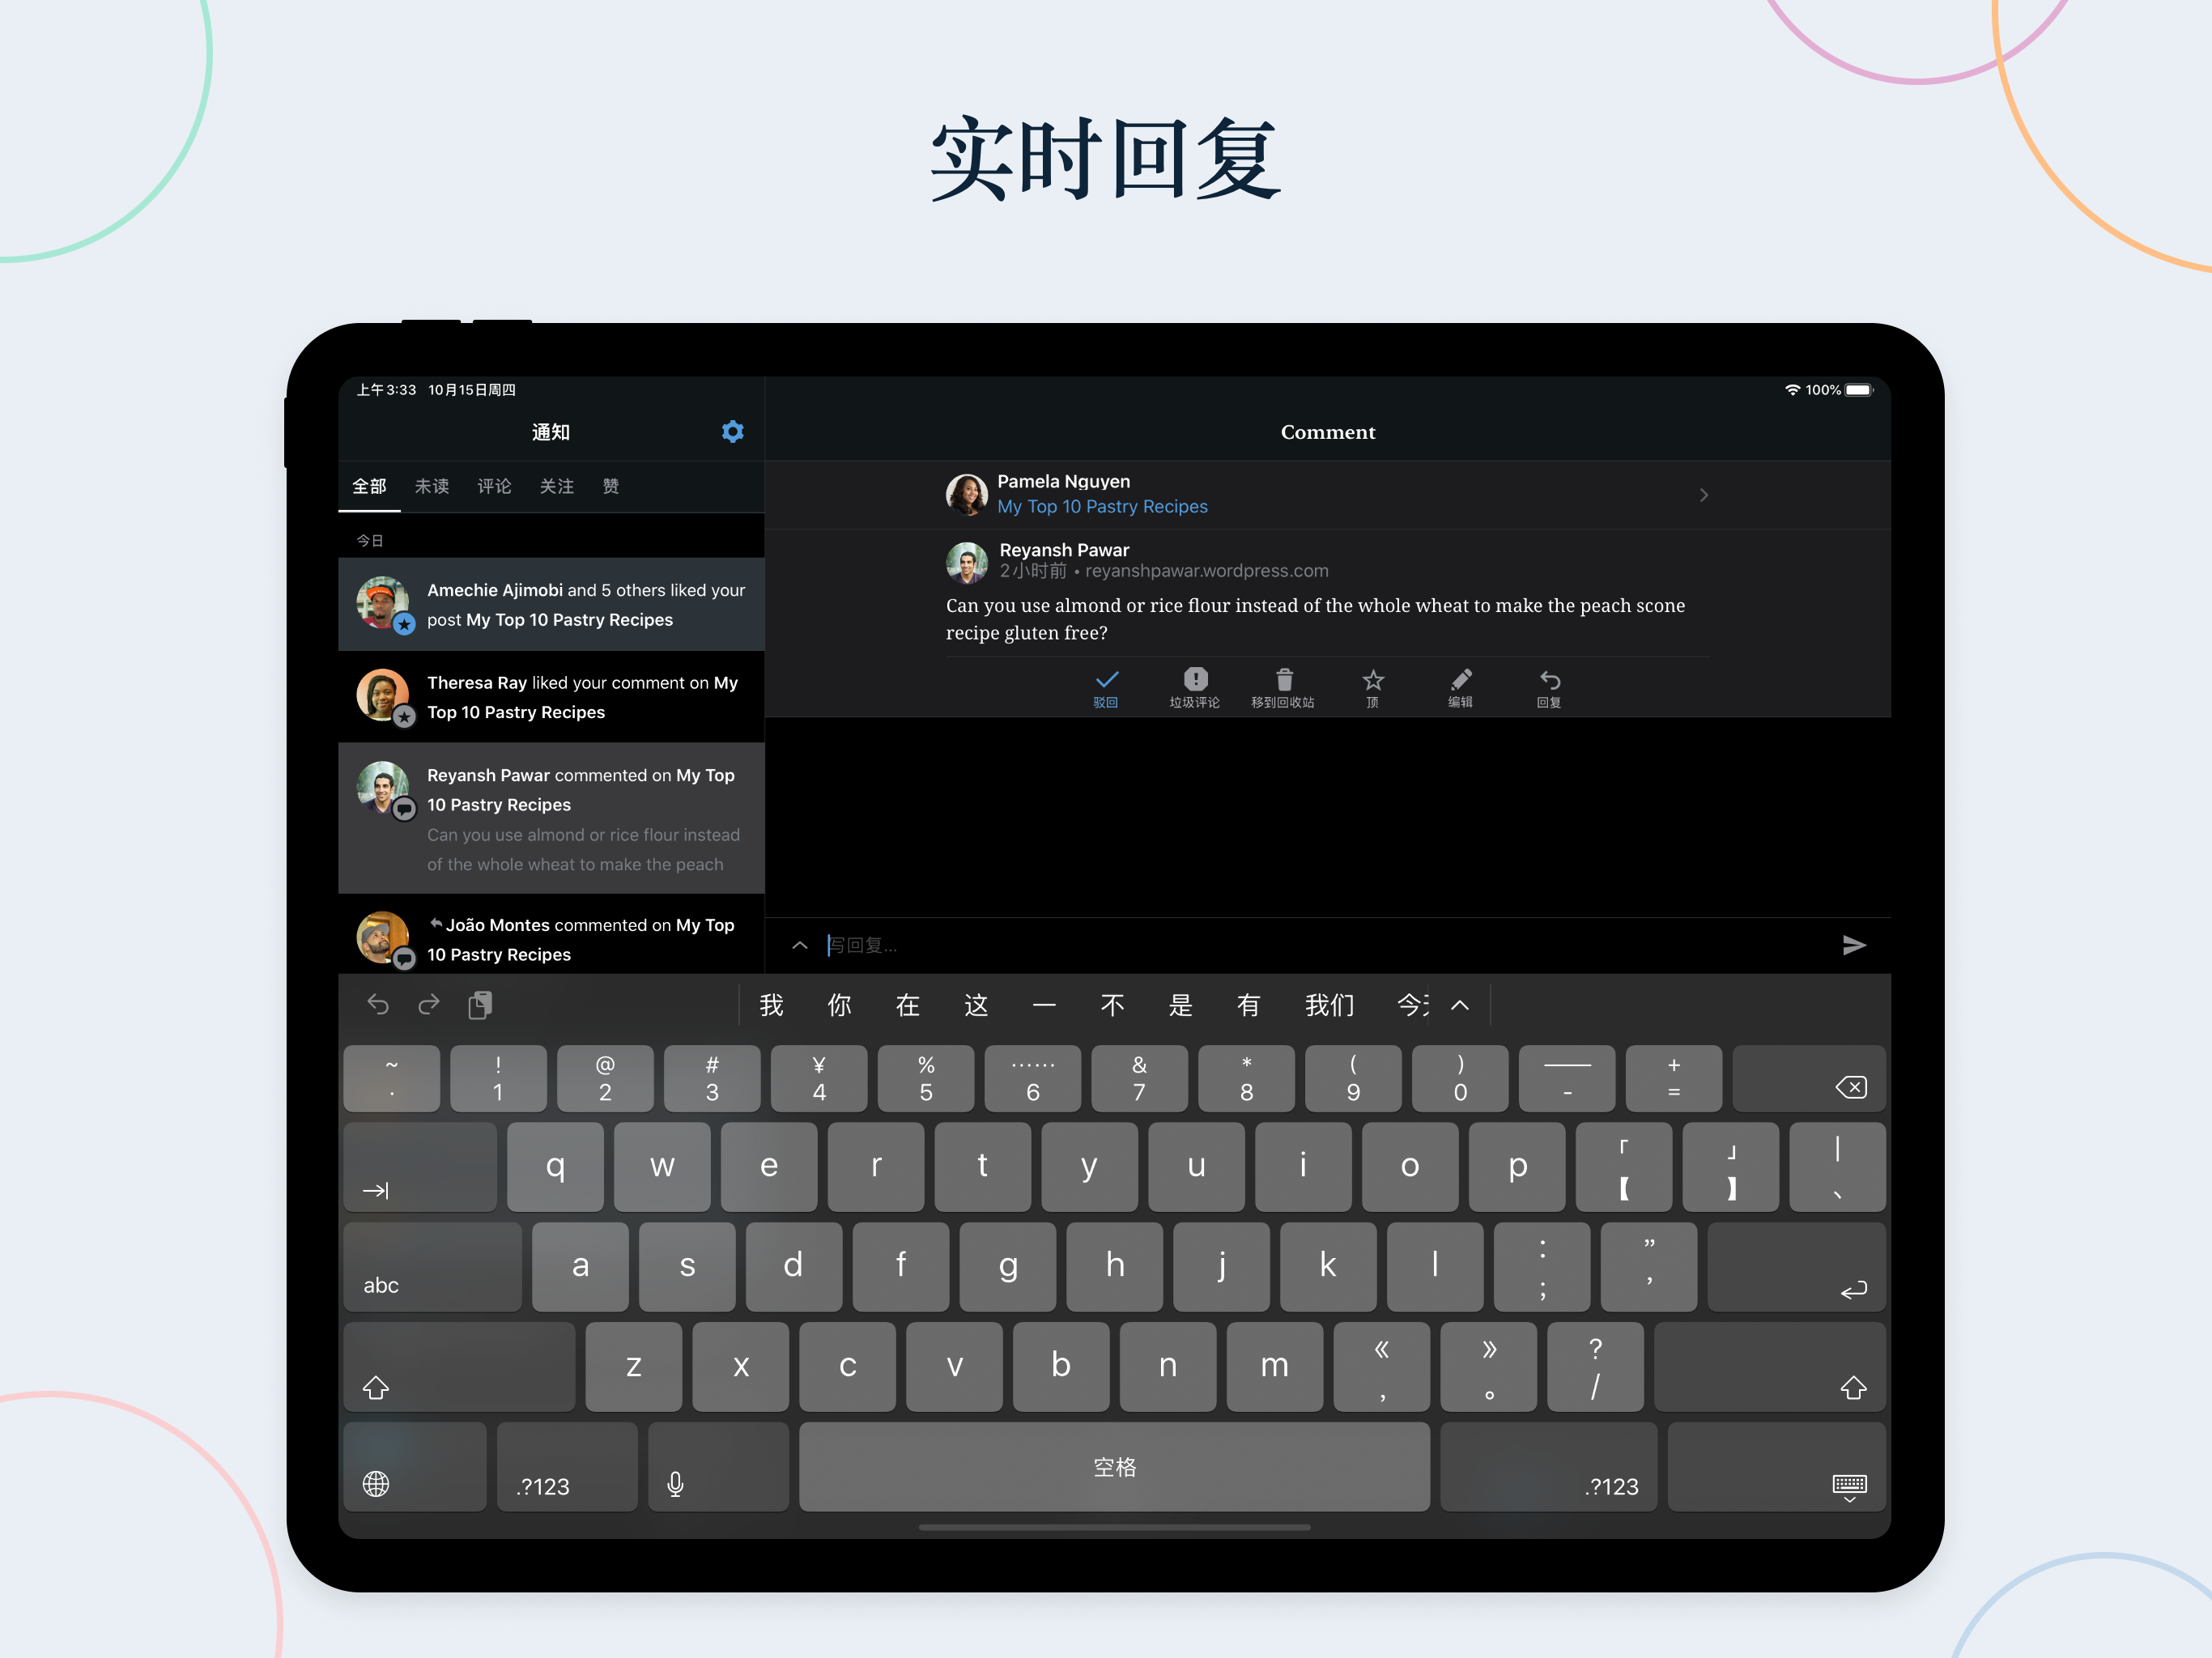 实时回复
上午3:33 10月15日周四
100%
通知
全部 未读 评论 关注 赞
今日
Amechie Ajimobi and 5 others liked your
post My Top 10 Pastry Recipes
Theresa Ray liked your comment on My
Top 10 Pastry Recipes
Reyansh Pawar commented on My Top
10 Pastry Recipes
Can you use almond or rice flour instead
of the whole wheat to make the peach
João Montes commented on My Top
10 Pastry Recipes
Comment
Pamela Nguyen
My Top 10 Pastry Recipes
Reyansh Pawar
2小时前 • reyanshpawar.wordpress.com
Can you use almond or rice flour instead of the whole wheat to make the peach scone
recipe gluten free?
驳回 垃圾评论 移到回收站 顶 编辑 回复
写回复...
我 你 在 这 一 不 是 有 我们
~ ! @ # ¥ % …… & * ( ) —— +
· 1 2 3 4 5 6 7 8 9 0 - =
q w e r t y u i o p 「 」 |
【 】 、
a s d f g h j k l : ”
abc ; ’
z x c v b n m 《 》 ?
, 。 /
.?123 空格 .?123